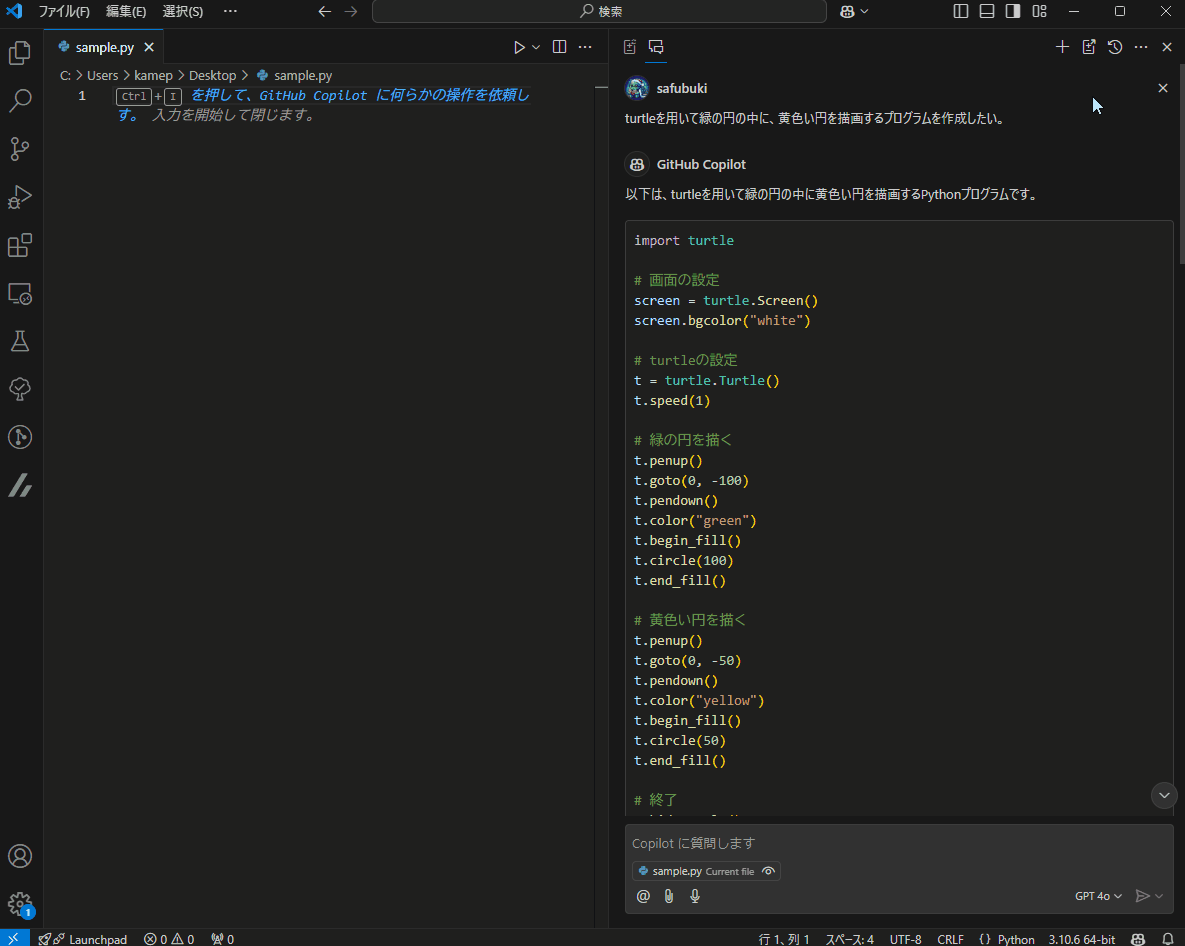 ファイル(F) 編集(E) 選択(S) ··· 検索
sample.py
C: > Users > kamep > Desktop > sample.py
1 Ctrl+I を押して、GitHub Copilot に何らかの操作を依頼し
ます。 入力を開始して閉じます。
safubuki
turtleを用いて緑の円の中に、黄色い円を描画するプログラムを作成したい。
GitHub Copilot
以下は、turtleを用いて緑の円の中に黄色い円を描画するPythonプログラムです。
import turtle
# 画面の設定
screen = turtle.Screen()
screen.bgcolor("white")
# turtleの設定
t = turtle.Turtle()
t.speed(1)
# 緑の円を描く
t.penup()
t.goto(0, -100)
t.pendown()
t.color("green")
t.begin_fill()
t.circle(100)
t.end_fill()
# 黄色い円を描く
t.penup()
t.goto(0, -50)
t.pendown()
t.color("yellow")
t.begin_fill()
t.circle(50)
t.end_fill()
# 終了
Copilot に質問します
sample.py Current file
@ GPT 4o
1
Launchpad 0 0 0 行 1、列 1 スペース: 4 UTF-8 CRLF {} Python 3.10.6 64-bit